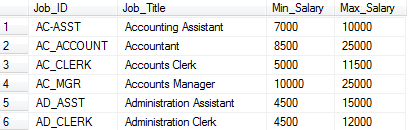 Job_ID Job_Title Min_Salary Max_Salary
1 AC-ASST Accounting Assistant 7000 10000
2 AC_ACCOUNT Accountant 8500 25000
3 AC_CLERK Accounts Clerk 5000 11500
4 AC_MGR Accounts Manager 10000 25000
5 AD_ASST Administration Assistant 4500 15000
6 AD_CLERK Administration Clerk 4500 12000